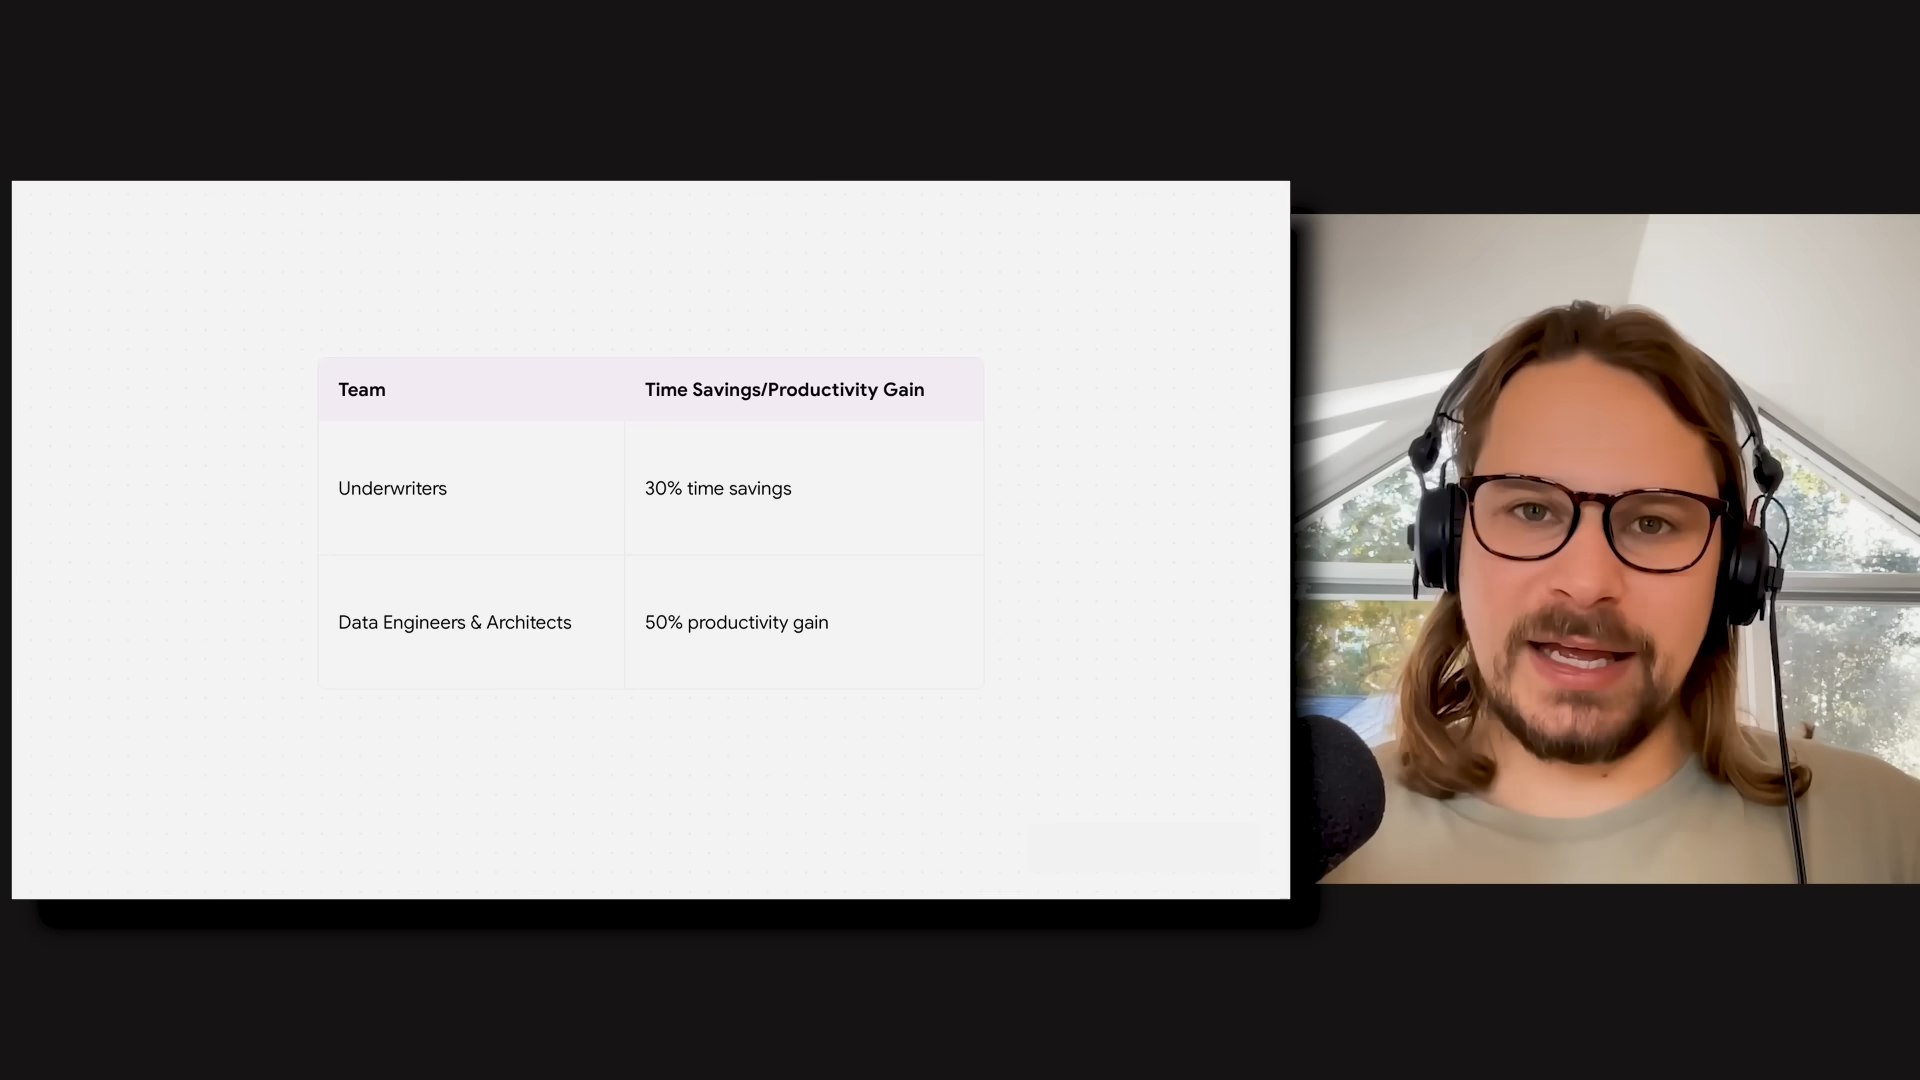 Team Time Savings/Productivity Gain
Underwriters 30% time savings
Data Engineers & Architects 50% productivity gain